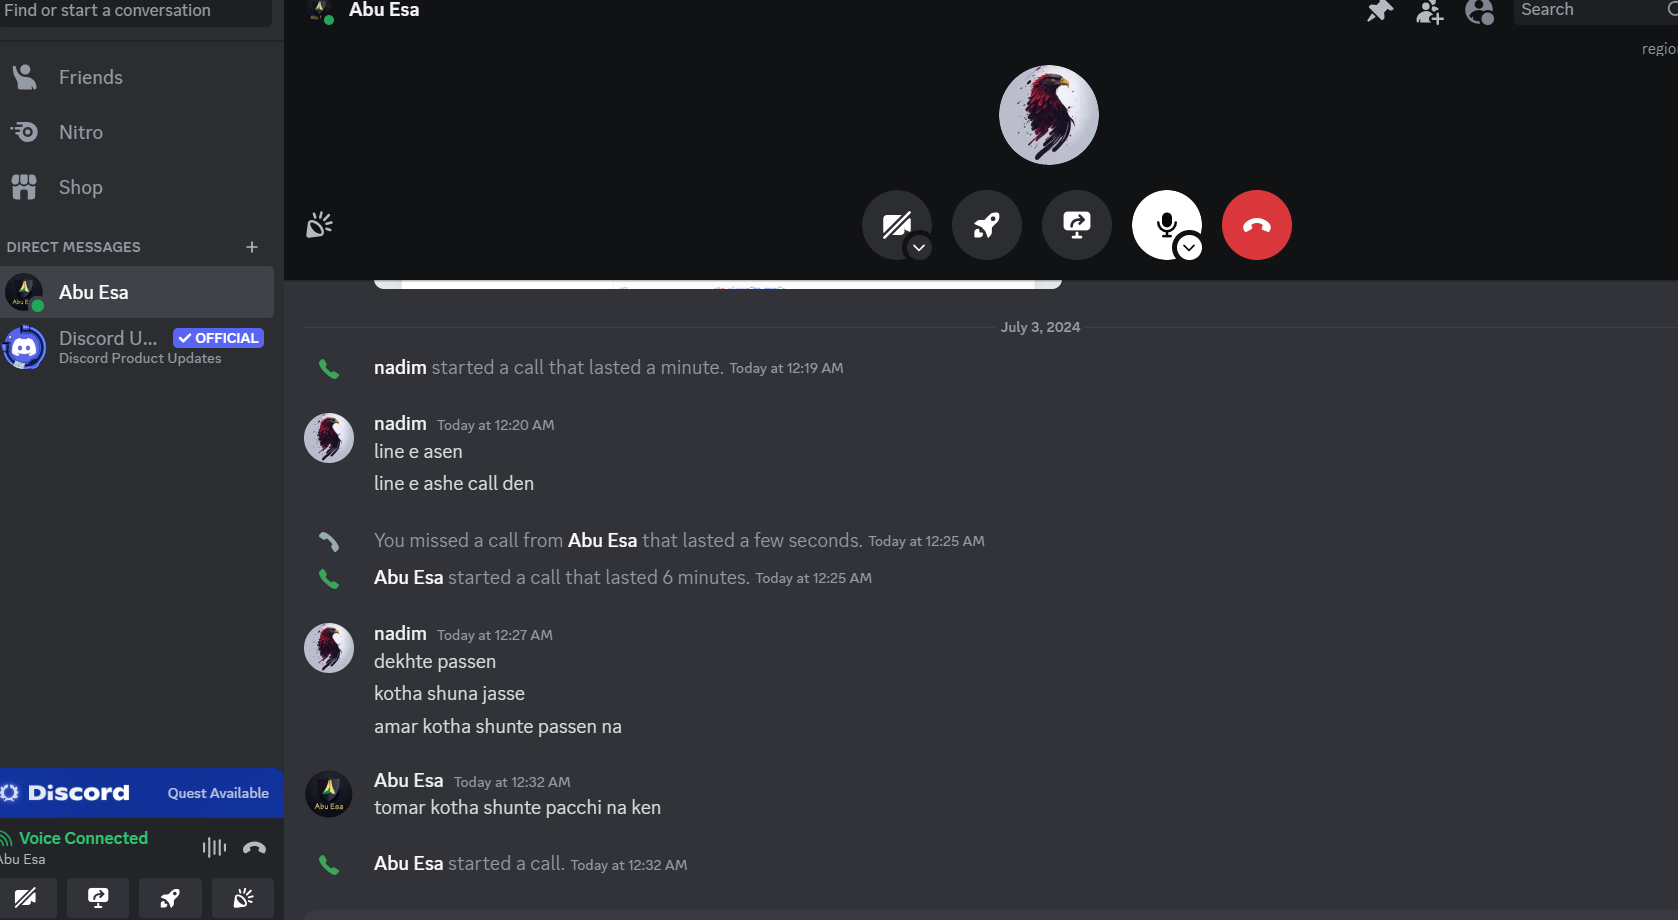 Find or start a conversation
Friends
Nitro
Shop
DIRECT MESSAGES
Abu Esa
Discord U... OFFICIAL
Discord Product Updates
Discord Quest Available
Voice Connected
Abu Esa
Abu Esa
Search
July 3, 2024
nadim started a call that lasted a minute. Today at 12:19 AM
nadim Today at 12:20 AM
line e asen
line e ashe call den
You missed a call from Abu Esa that lasted a few seconds. Today at 12:25 AM
Abu Esa started a call that lasted 6 minutes. Today at 12:25 AM
nadim Today at 12:27 AM
dekhte passen
kotha shuna jasse
amar kotha shunte passen na
Abu Esa Today at 12:32 AM
Abu Esa
tomar kotha shunte pacchi na ken
Abu Esa started a call. Today at 12:32 AM